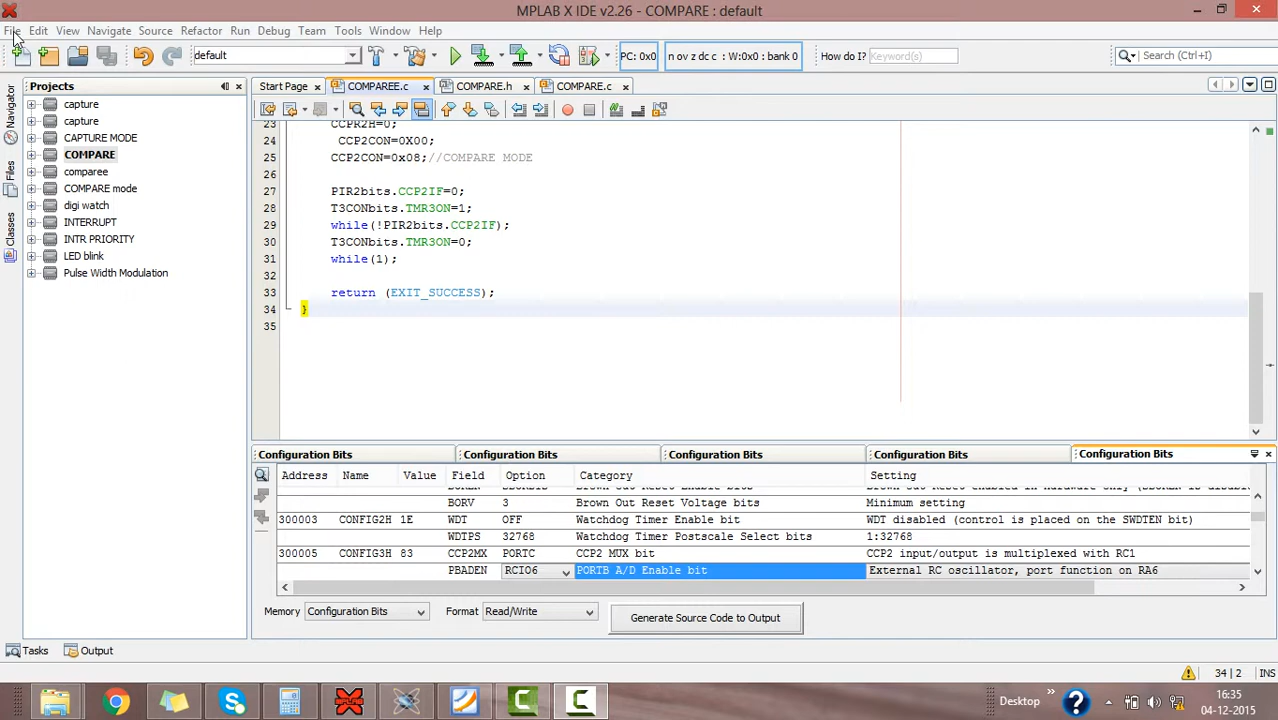 MPLAB X IDE v2.26 - COMPARE : default
File Edit View Navigate Source Refactor Run Debug Team Tools Window Help
default PC: 0x0 n ov z dc c : W:0x0 : bank 0 How do I? Keyword(s) Search (Ctrl+I)
Projects Start Page COMPAREE.c COMPARE.h COMPARE.c
Navigator
Files
Classes
capture
capture
CAPTURE MODE
COMPARE
comparee
COMPARE mode
digi watch
INTERRUPT
INTR PRIORITY
LED blink
Pulse Width Modulation
23 CCPR2H=0;
24 CCP2CON=0X00;
25 CCP2CON=0x08;//COMPARE MODE
26
27 PIR2bits.CCP2IF=0;
28 T3CONbits.TMR3ON=1;
29 while(!PIR2bits.CCP2IF);
30 T3CONbits.TMR3ON=0;
31 while(1);
32
33 return (EXIT_SUCCESS);
34 }
35
Configuration Bits Configuration Bits Configuration Bits Configuration Bits Configuration Bits
Address Name Value Field Option Category Setting
BORV 3 Brown Out Reset Voltage bits Minimum setting
300003 CONFIG2H 1E WDT OFF Watchdog Timer Enable bit WDT disabled (control is placed on the SWDTEN bit)
WDTPS 32768 Watchdog Timer Postscale Select bits 1:32768
300005 CONFIG3H 83 CCP2MX PORTC CCP2 MUX bit CCP2 input/output is multiplexed with RC1
PBADEN RCIO6 PORTB A/D Enable bit External RC oscillator, port function on RA6
Memory Configuration Bits Format Read/Write Generate Source Code to Output
Tasks Output
34 | 2 INS
Desktop 16:35
04-12-2015